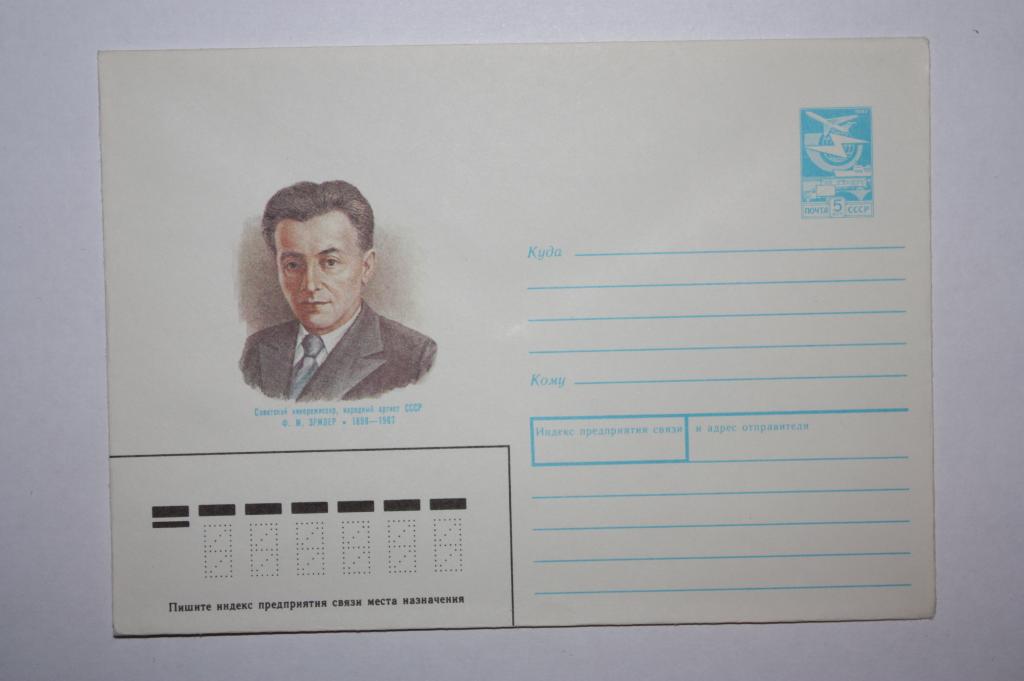 ПОЧТА 5 СССР
Советский кинорежиссер, народный артист СССР
Ф. М. ЭРМЛЕР • 1898—1967
Куда
Кому
Индекс предприятия связи и адрес отправителя
Пишите индекс предприятия связи места назначения